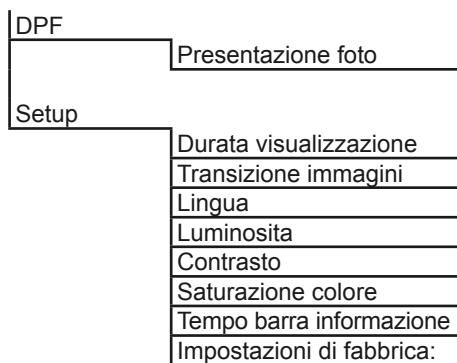 DPF
Presentazione foto
Setup
Durata visualizzazione
Transizione immagini
Lingua
Luminosita
Contrasto
Saturazione colore
Tempo barra informazione
Impostazioni di fabbrica: